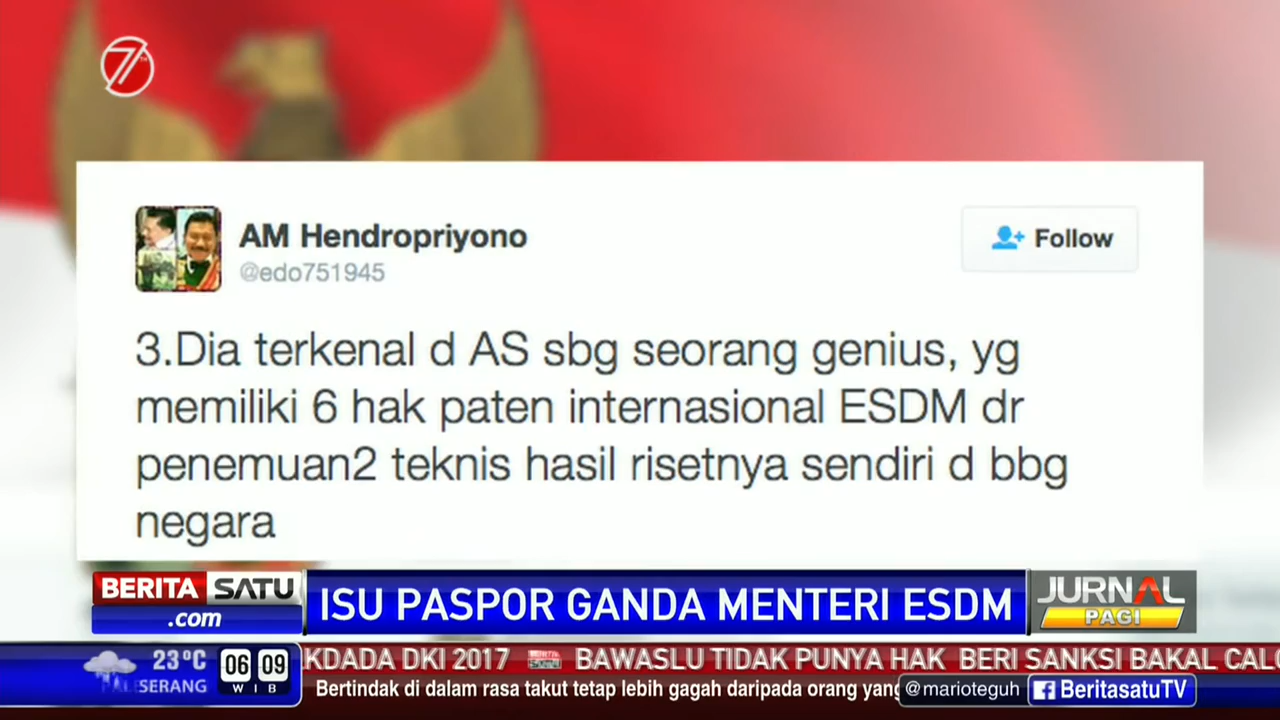 7
AM Hendropriyono
@edo751945
Follow
3.Dia terkenal d AS sbg seorang genius, yg
memiliki 6 hak paten internasional ESDM dr
penemuan2 teknis hasil risetnya sendiri d bbg
negara
BERITA SATU
.com
ISU PASPOR GANDA MENTERI ESDM
JURNAL
PAGI
23°C
SERANG
06 09
WIB
KDADA DKI 2017 BAWASLU TIDAK PUNYA HAK BERI SANKSI BAKAL CALO
Bertindak di dalam rasa takut tetap lebih gagah daripada orang yang
@marioteguh
BeritasatuTV